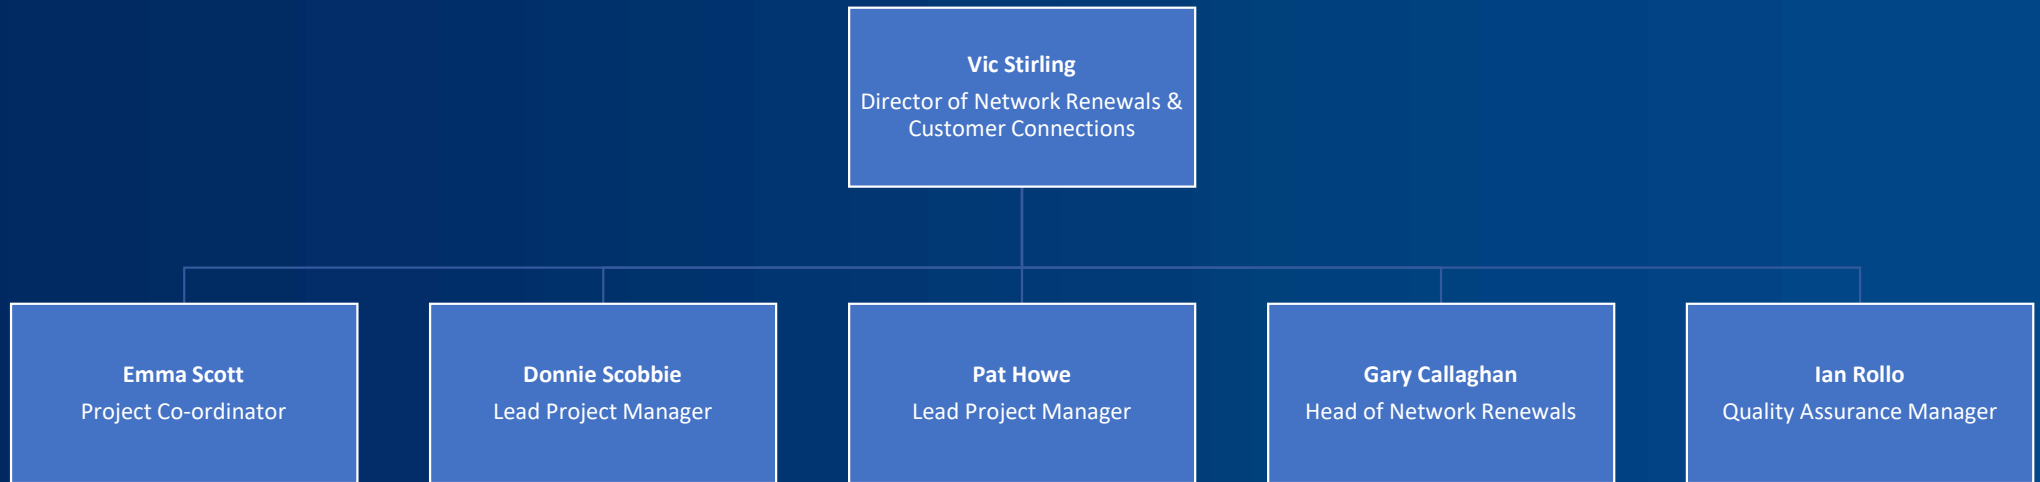 Vic Stirling
Director of Network Renewals &
Customer Connections
Emma Scott
Project Co-ordinator
Donnie Scobbie
Lead Project Manager
Pat Howe
Lead Project Manager
Gary Callaghan
Head of Network Renewals
Ian Rollo
Quality Assurance Manager